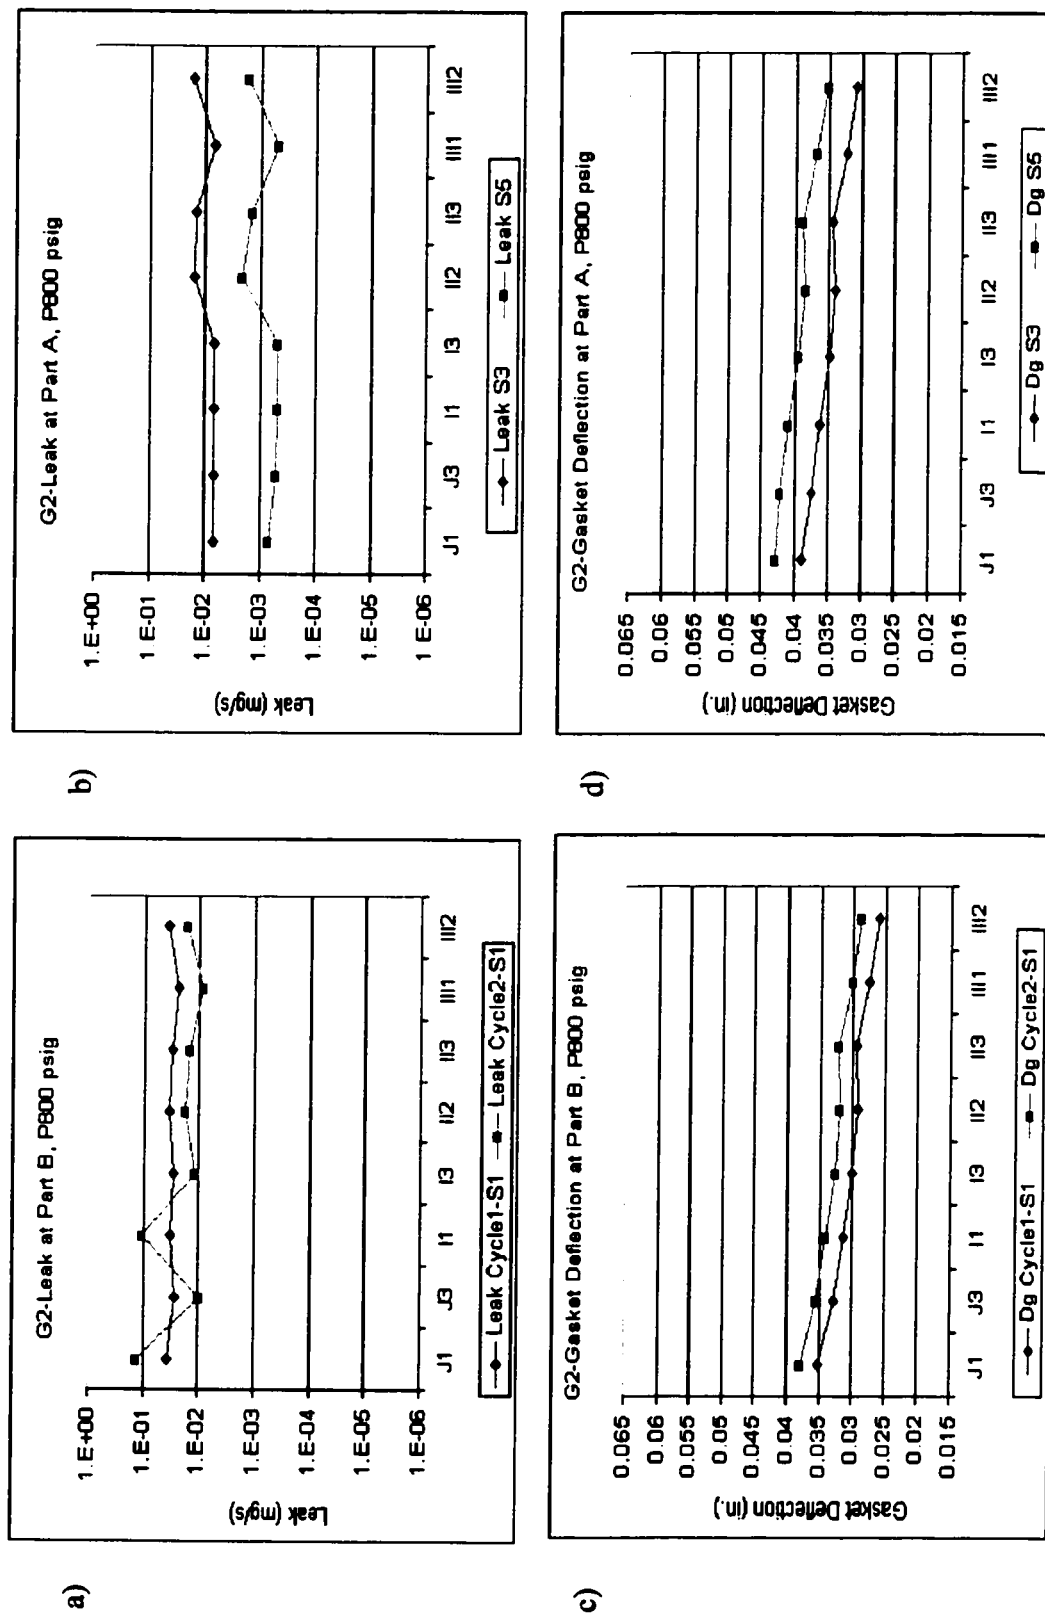 a)
G2-Leak at Part B, P800 psig
Leak (mg/s)
1.E+00
1.E-01
1.E-02
1.E-03
1.E-04
1.E-05
1.E-06
J1 J3 I1 I3 II2 II3 III1 III2
Leak Cycle1-S1 Leak Cycle2-S1
b)
G2-Leak at Part A, P800 psig
Leak (mg/s)
1.E+00
1.E-01
1.E-02
1.E-03
1.E-04
1.E-05
1.E-06
J1 J3 I1 I3 II2 II3 III1 III2
Leak S3 Leak S5
c)
G2-Gasket Deflection at Part B, P800 psig
Gasket Deflection (in.)
0.065
0.06
0.055
0.05
0.045
0.04
0.035
0.03
0.025
0.02
0.015
J1 J3 I1 I3 II2 II3 III1 III2
Dg Cycle1-S1 Dg Cycle2-S1
d)
G2-Gasket Deflection at Part A, P800 psig
Gasket Deflection (in.)
0.065
0.06
0.055
0.05
0.045
0.04
0.035
0.03
0.025
0.02
0.015
J1 J3 I1 I3 II2 II3 III1 III2
Dg S3 Dg S5